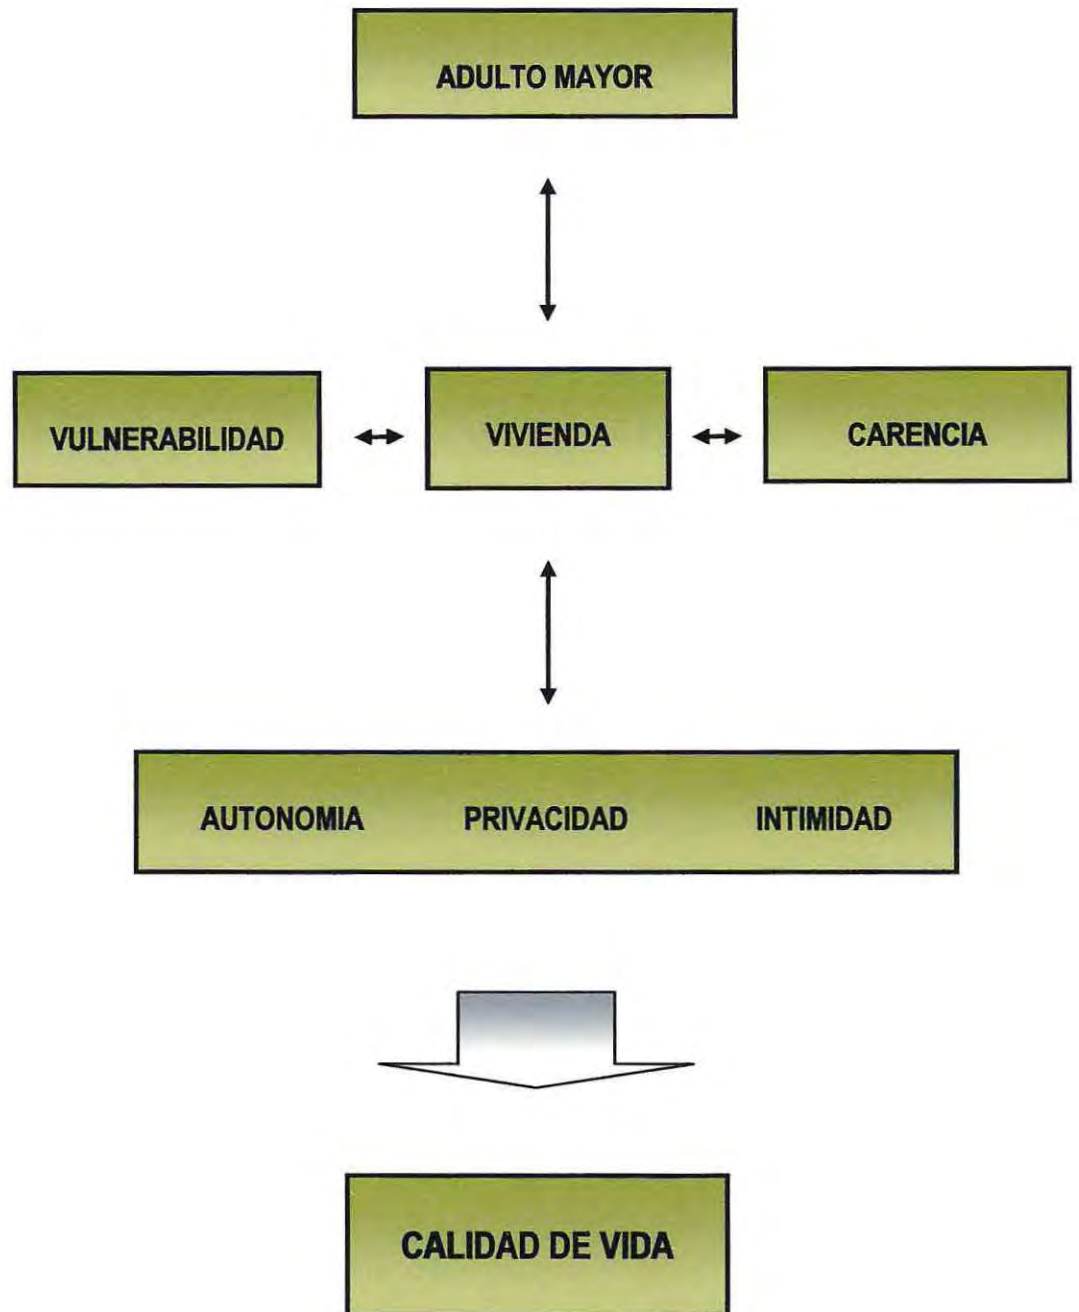 ADULTO MAYOR
VULNERABILIDAD
VIVIENDA
CARENCIA
AUTONOMIA PRIVACIDAD INTIMIDAD
CALIDAD DE VIDA